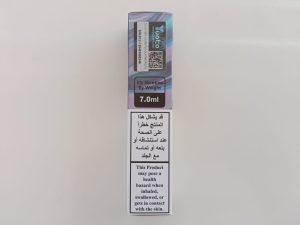 7.0ml
قد يشكل هذا
المنتج خطراً
على الصحة
عند استنشاقه أو
بلعه أو تماسه
مع الجلد
This Product
may pose a
health
hazard when
inhaled,
swallowed, or
gets in contact
with the skin.